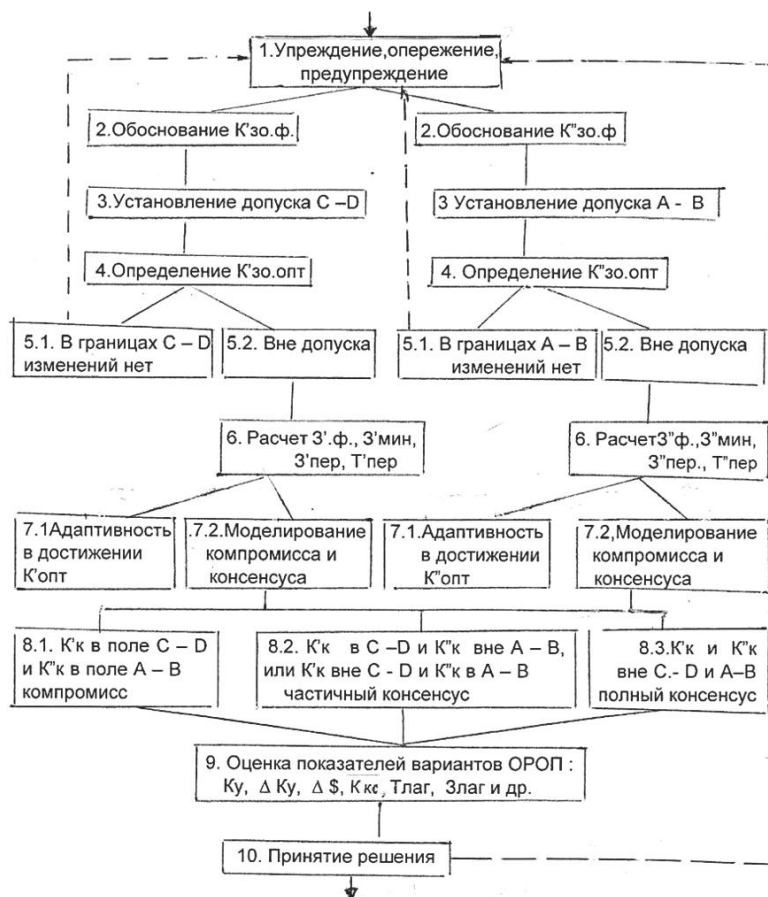 1.Упреждение,опережение,
предупреждение
2.Обоснование К'зо.ф.
2.Обоснование К"зо.ф
3.Установление допуска С –D
3 Установление допуска А - В
4.Определение К'зо.опт
4. Определение К"зо.опт
5.1. В границах С – D
изменений нет
5.2. Вне допуска
5.1. В границах А – В
изменений нет
5.2. Вне допуска
6. Расчет З'.ф., З'мин,
З'пер, Т'пер
6. РасчетЗ"ф.,З"мин,
З"пер., Т"пер
7.1Адаптивность
в достижении
К'опт
.7.2.Моделирование
компромисса и
консенсуса
7.1.Адаптивность
в достижении
К"опт
7.2,Моделирование
компромисса и
консенсуса
8.1. К'к в поле С – D
и К"к в поле А – В
компромисс
8.2. К'к в С –D и К"к вне А – В,
или К'к вне С - D и К"к в А – В
частичный консенсус
8.3.К'к и К"к
вне С.- D и А–В
полный консенсус
9. Оценка показателей вариантов ОРОП :
Ку, Δ Ку, Δ $, Ккс, Тлаг, Злаг и др.
10. Принятие решения